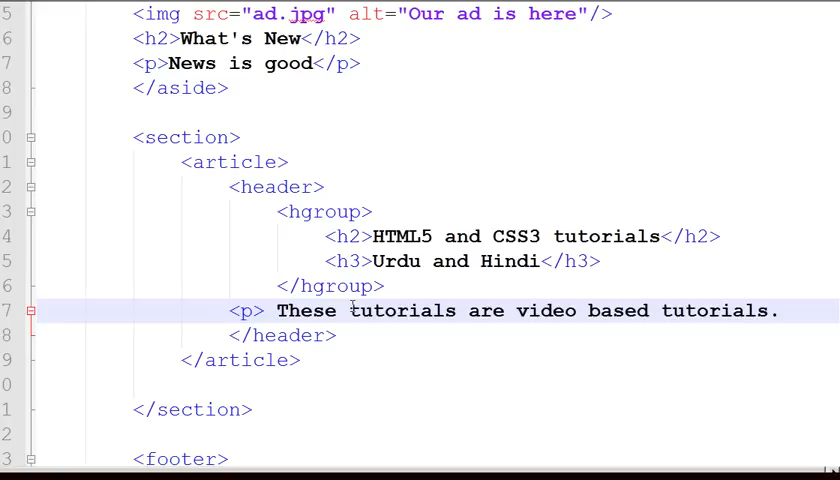 5 <img src="ad.jpg" alt="Our ad is here"/>
6 <h2>What's New</h2>
7 <p>News is good</p>
8 </aside>
9
0 <section>
1 <article>
2 <header>
3 <hgroup>
4 <h2>HTML5 and CSS3 tutorials</h2>
5 <h3>Urdu and Hindi</h3>
6 </hgroup>
7 <p> These tutorials are video based tutorials.
8 </header>
9 </article>
0
1 </section>
2
3 <footer>